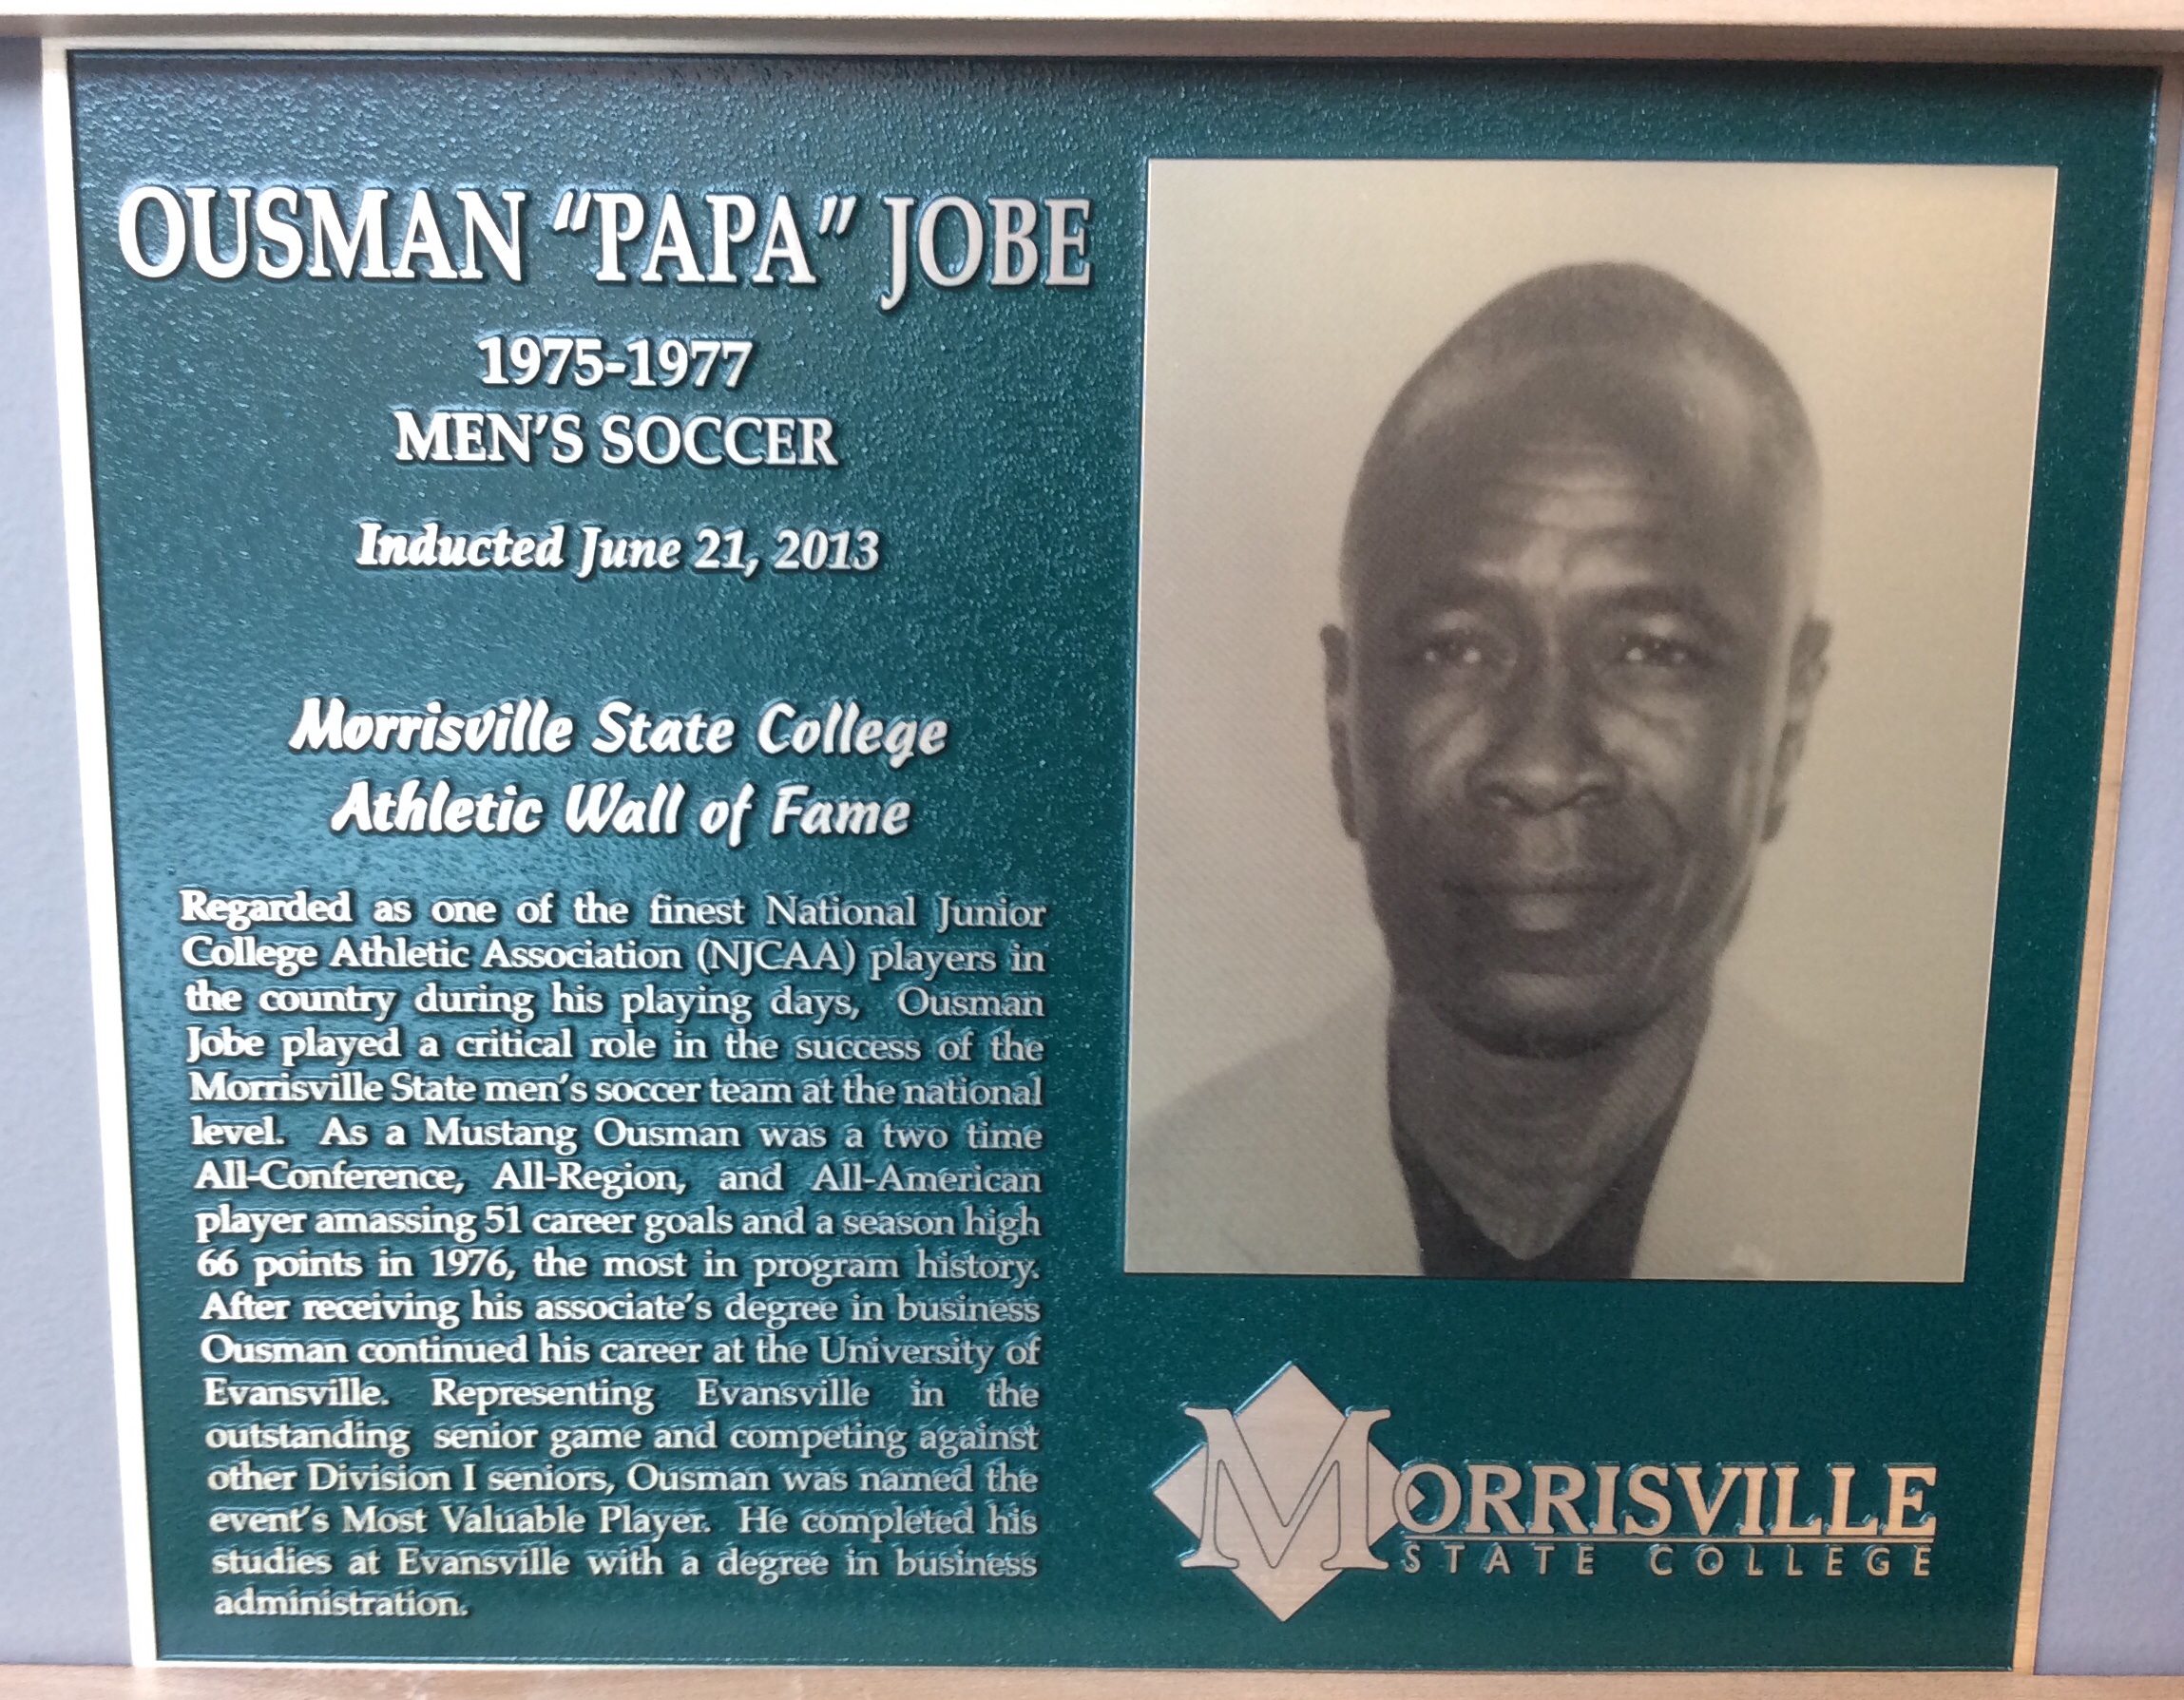 OUSMAN “PAPA” JOBE
1975-1977
MEN’S SOCCER
Inducted June 21, 2013
Morrisville State College
Athletic Wall of Fame
Regarded as one of the finest National Junior
College Athletic Association (NJCAA) players in
the country during his playing days, Ousman
Jobe played a critical role in the success of the
Morrisville State men’s soccer team at the national
level. As a Mustang Ousman was a two time
All-Conference, All-Region, and All-American
player amassing 51 career goals and a season high
66 points in 1976, the most in program history.
After receiving his associate’s degree in business
Ousman continued his career at the University of
Evansville. Representing Evansville in the
outstanding senior game and competing against
other Division I seniors, Ousman was named the
event’s Most Valuable Player. He completed his
studies at Evansville with a degree in business
administration.
MORRISVILLE
STATE COLLEGE